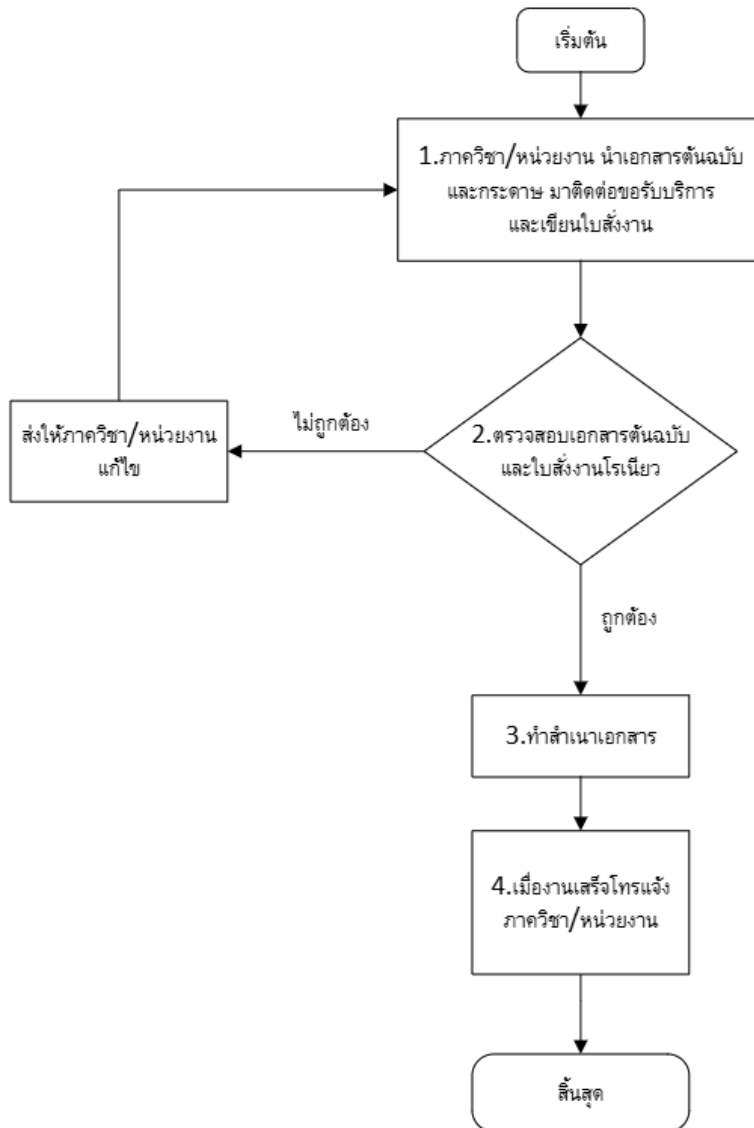 เริ่มต้น
1.ภาควิชา/หน่วยงาน นำเอกสารต้นฉบับ
และกระดาษ มาติดต่อขอรับบริการ
และเขียนใบสั่งงาน
ไม่ถูกต้อง
ส่งให้ภาควิชา/หน่วยงาน
แก้ไข
2.ตรวจสอบเอกสารต้นฉบับ
และใบสั่งงานโรเนียว
ถูกต้อง
3.ทำสำเนาเอกสาร
4.เมื่องานเสร็จโทรแจ้ง
ภาควิชา/หน่วยงาน
สิ้นสุด